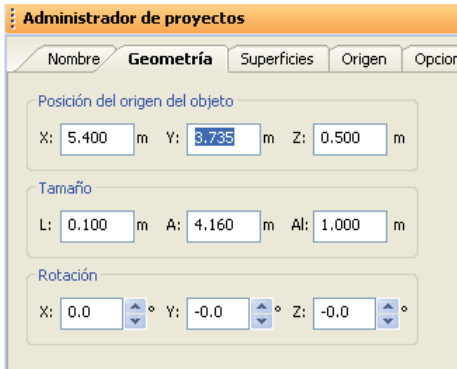 Administrador de proyectos
Nombre Geometría Superficies Origen Opcion
Posición del origen del objeto
X: 5.400 m Y: 3.735 m Z: 0.500 m
Tamaño
L: 0.100 m A: 4.160 m Al: 1.000 m
Rotación
X: 0.0 ° Y: -0.0 ° Z: -0.0 °